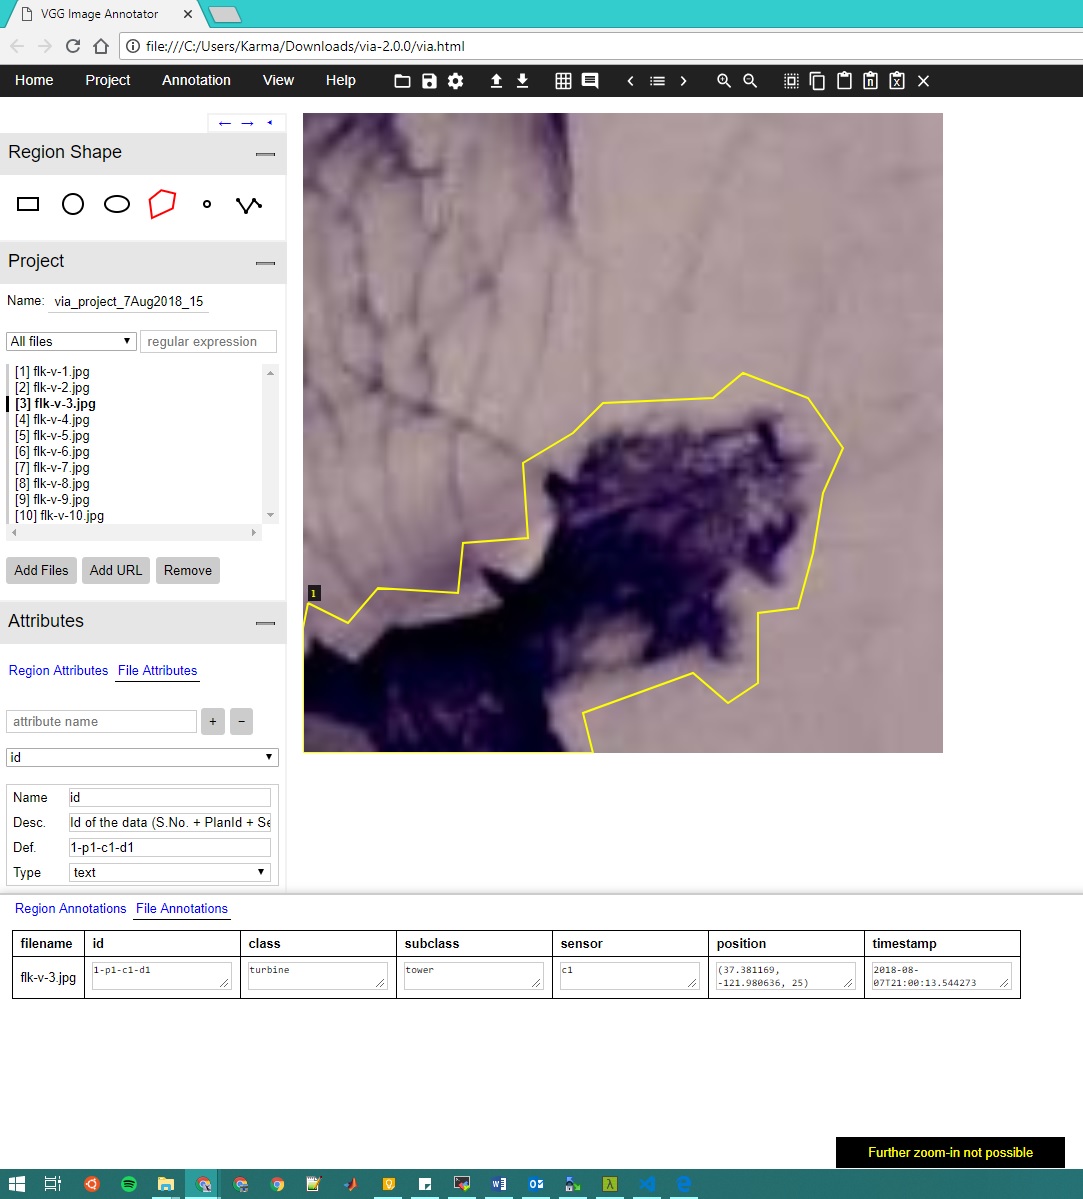 VGG Image Annotator
file:///C:/Users/Karma/Downloads/via-2.0.0/via.html
Home Project Annotation View Help
Region Shape
Project
Name: via_project_7Aug2018_15
All files regular expression
[1] flk-v-1.jpg
[2] flk-v-2.jpg
[3] flk-v-3.jpg
[4] flk-v-4.jpg
[5] flk-v-5.jpg
[6] flk-v-6.jpg
[7] flk-v-7.jpg
[8] flk-v-8.jpg
[9] flk-v-9.jpg
[10] flk-v-10.jpg
Add Files Add URL Remove
1
Attributes
Region Attributes File Attributes
attribute name + −
id
Name id
Desc. Id of the data (S.No. + PlanId + Se
Def. 1-p1-c1-d1
Type text
Region Annotations File Annotations
filename id class subclass sensor position timestamp
flk-v-3.jpg 1-p1-c1-d1 turbine tower c1 (37.381169, 2018-08-
-121.980636, 25) 07T21:00:13.544273
Further zoom-in not possible